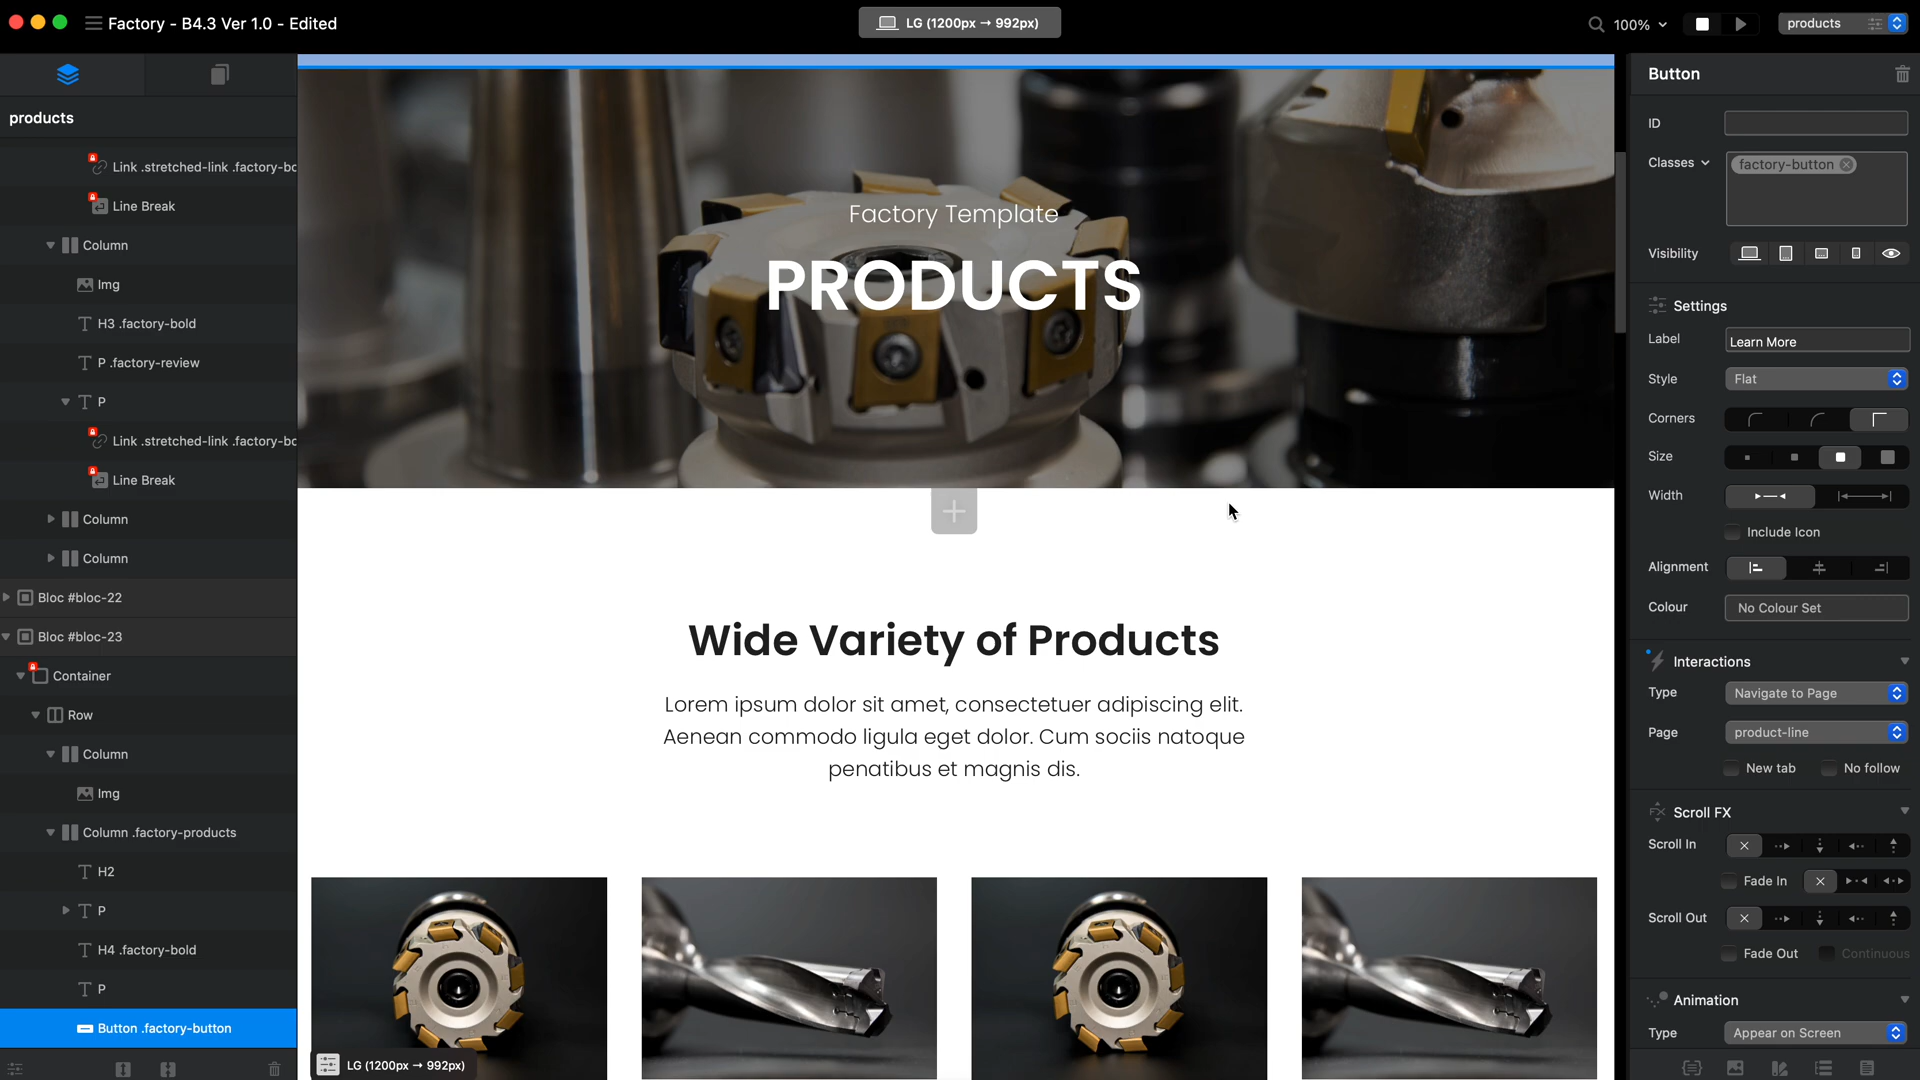 Factory - B4.3 Ver 1.0 - Edited
LG (1200px → 992px)
100%
products
products
Link .stretched-link .factory-bo
Line Break
Column
Img
H3 .factory-bold
P .factory-review
P
Link .stretched-link .factory-bo
Line Break
Column
Column
Bloc #bloc-22
Bloc #bloc-23
Container
Row
Column
Img
Column .factory-products
H2
P
H4 .factory-bold
P
Button .factory-button
Factory Template
PRODUCTS
Wide Variety of Products
Lorem ipsum dolor sit amet, consectetuer adipiscing elit.
Aenean commodo ligula eget dolor. Cum sociis natoque
penatibus et magnis dis.
LG (1200px → 992px)
Button
ID
Classes
factory-button
Visibility
Settings
Label
Learn More
Style
Flat
Corners
Size
Width
Include Icon
Alignment
Colour
No Colour Set
Interactions
Type
Navigate to Page
Page
product-line
New tab
No follow
Scroll FX
Scroll In
Fade In
Scroll Out
Fade Out
Continuous
Animation
Type
Appear on Screen